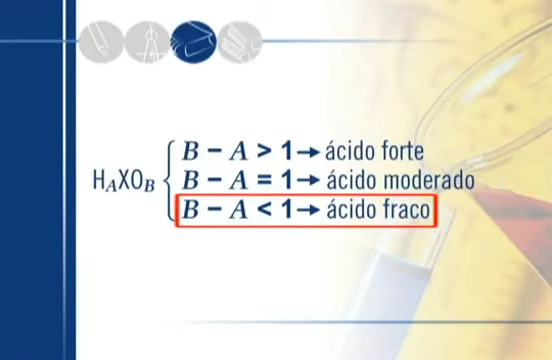 B − A > 1→ ácido forte
HAXOB { B − A = 1→ ácido moderado
B − A < 1→ ácido fraco